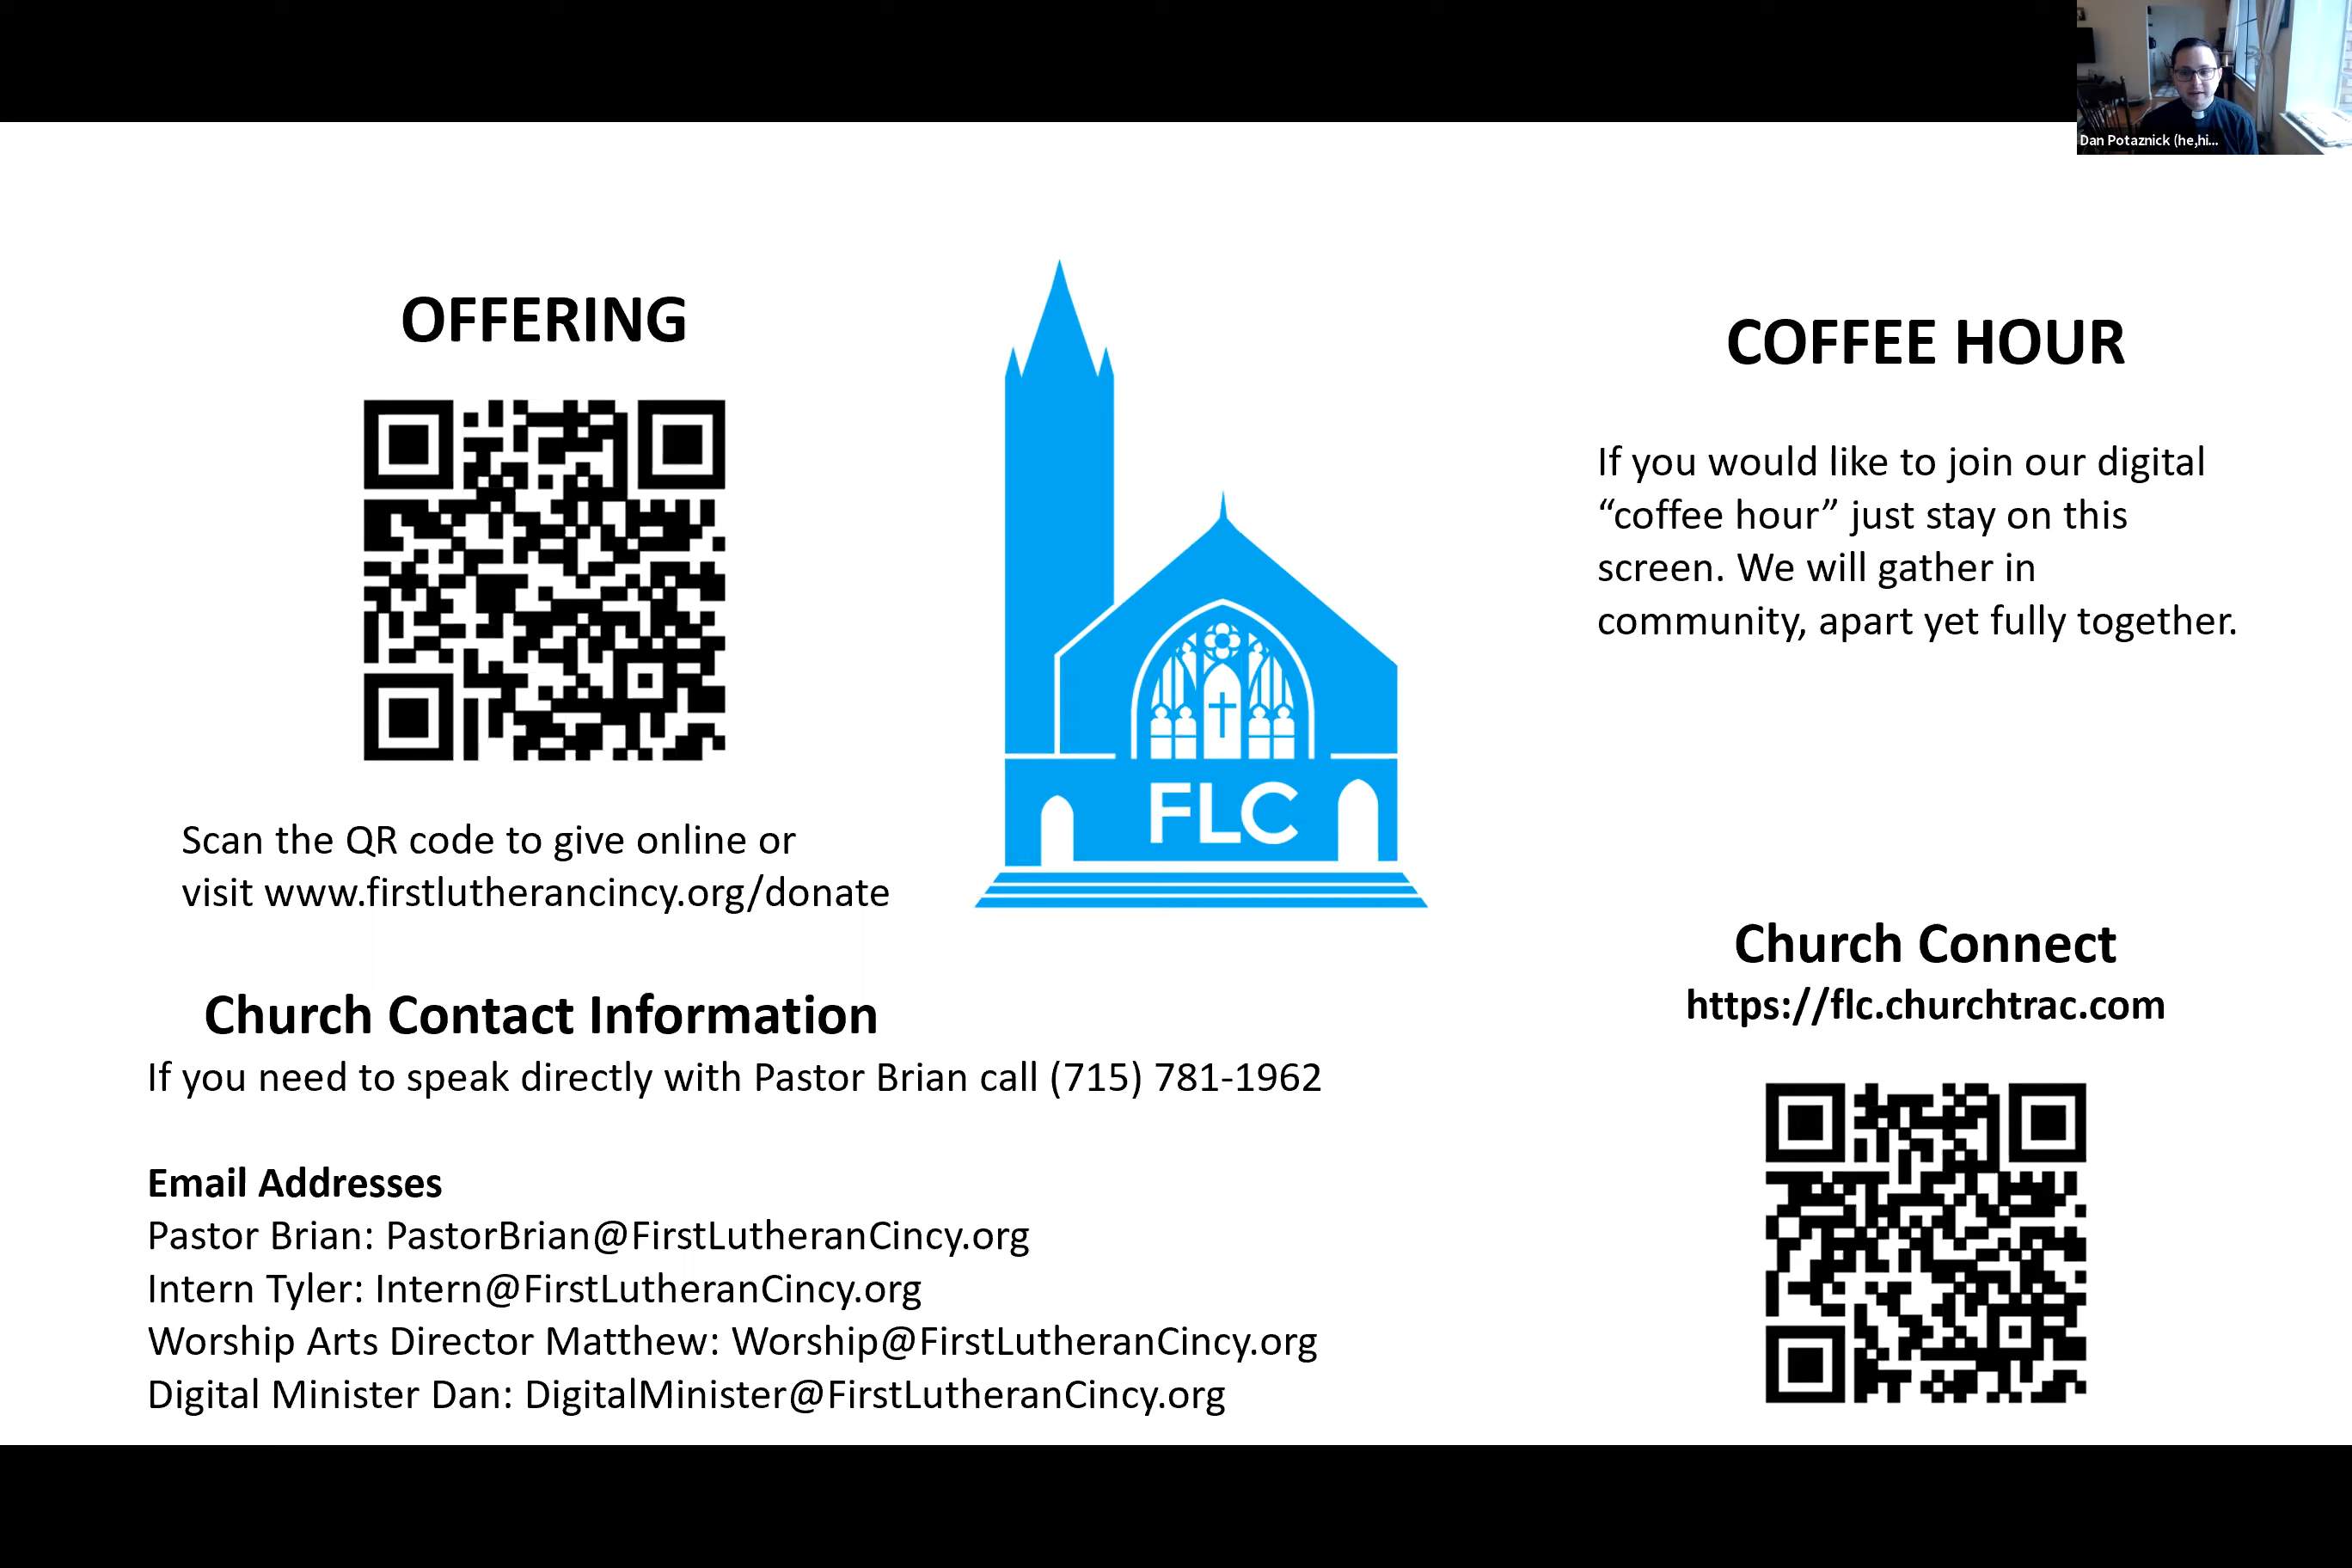 Dan Potaznick (he,hi...
OFFERING
Scan the QR code to give online or
visit www.firstlutherancincy.org/donate
FLC
COFFEE HOUR
If you would like to join our digital
“coffee hour” just stay on this
screen. We will gather in
community, apart yet fully together.
Church Contact Information
If you need to speak directly with Pastor Brian call (715) 781-1962
Email Addresses
Pastor Brian: PastorBrian@FirstLutheranCincy.org
Intern Tyler: Intern@FirstLutheranCincy.org
Worship Arts Director Matthew: Worship@FirstLutheranCincy.org
Digital Minister Dan: DigitalMinister@FirstLutheranCincy.org
Church Connect
https://flc.churchtrac.com